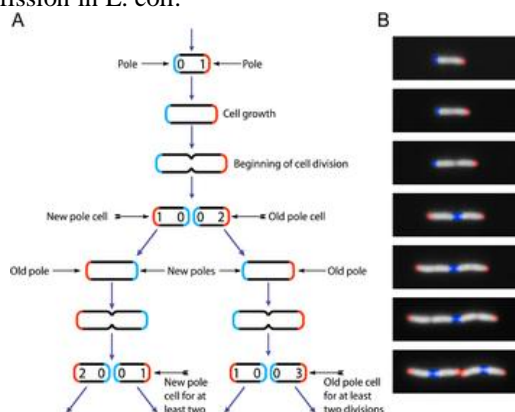 fission in E. coli.
A
B
Pole
0 1
Pole
Cell growth
Beginning of cell division
New pole cell
1 0
0 2
Old pole cell
Old pole
New poles
Old pole
2 0
0 1
1 0
0 3
New pole
cell for at
least two
Old pole cell
for at least
two divisions